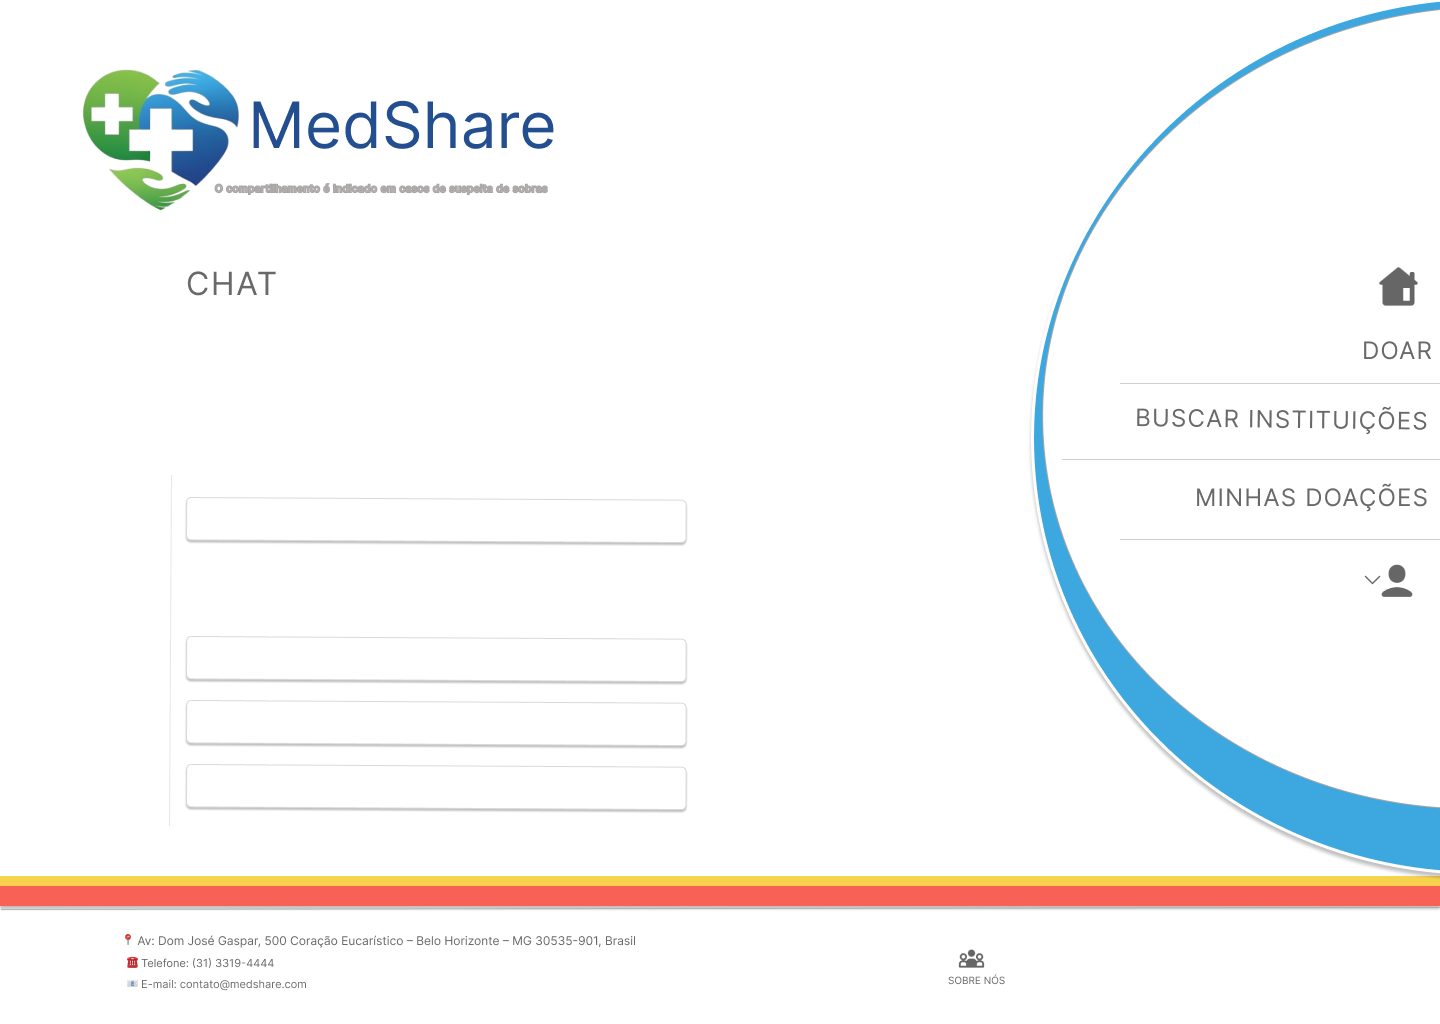 MedShare
O compartilhamento é indicado em casos de suspeita de sobras
CHAT
DOAR
BUSCAR INSTITUIÇÕES
MINHAS DOAÇÕES
Av: Dom José Gaspar, 500 Coração Eucarístico – Belo Horizonte – MG 30535-901, Brasil
Telefone: (31) 3319-4444
E-mail: contato@medshare.com
SOBRE NÓS